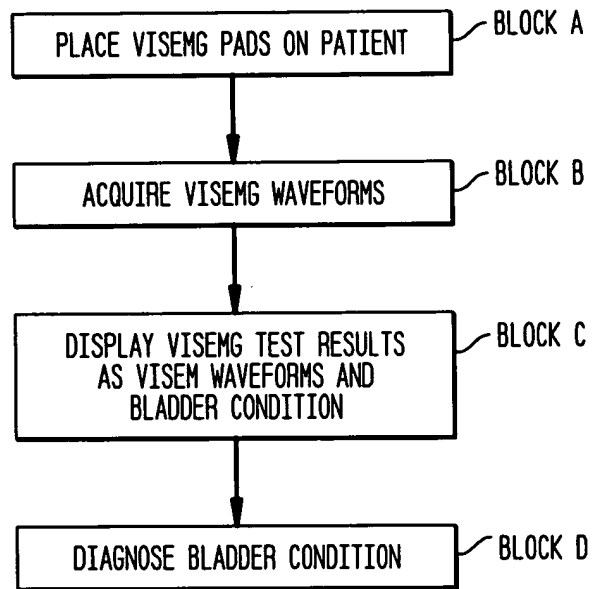 PLACE VISEMG PADS ON PATIENT
BLOCK A
ACQUIRE VISEMG WAVEFORMS
BLOCK B
DISPLAY VISEMG TEST RESULTS
AS VISEM WAVEFORMS AND
BLADDER CONDITION
BLOCK C
DIAGNOSE BLADDER CONDITION
BLOCK D